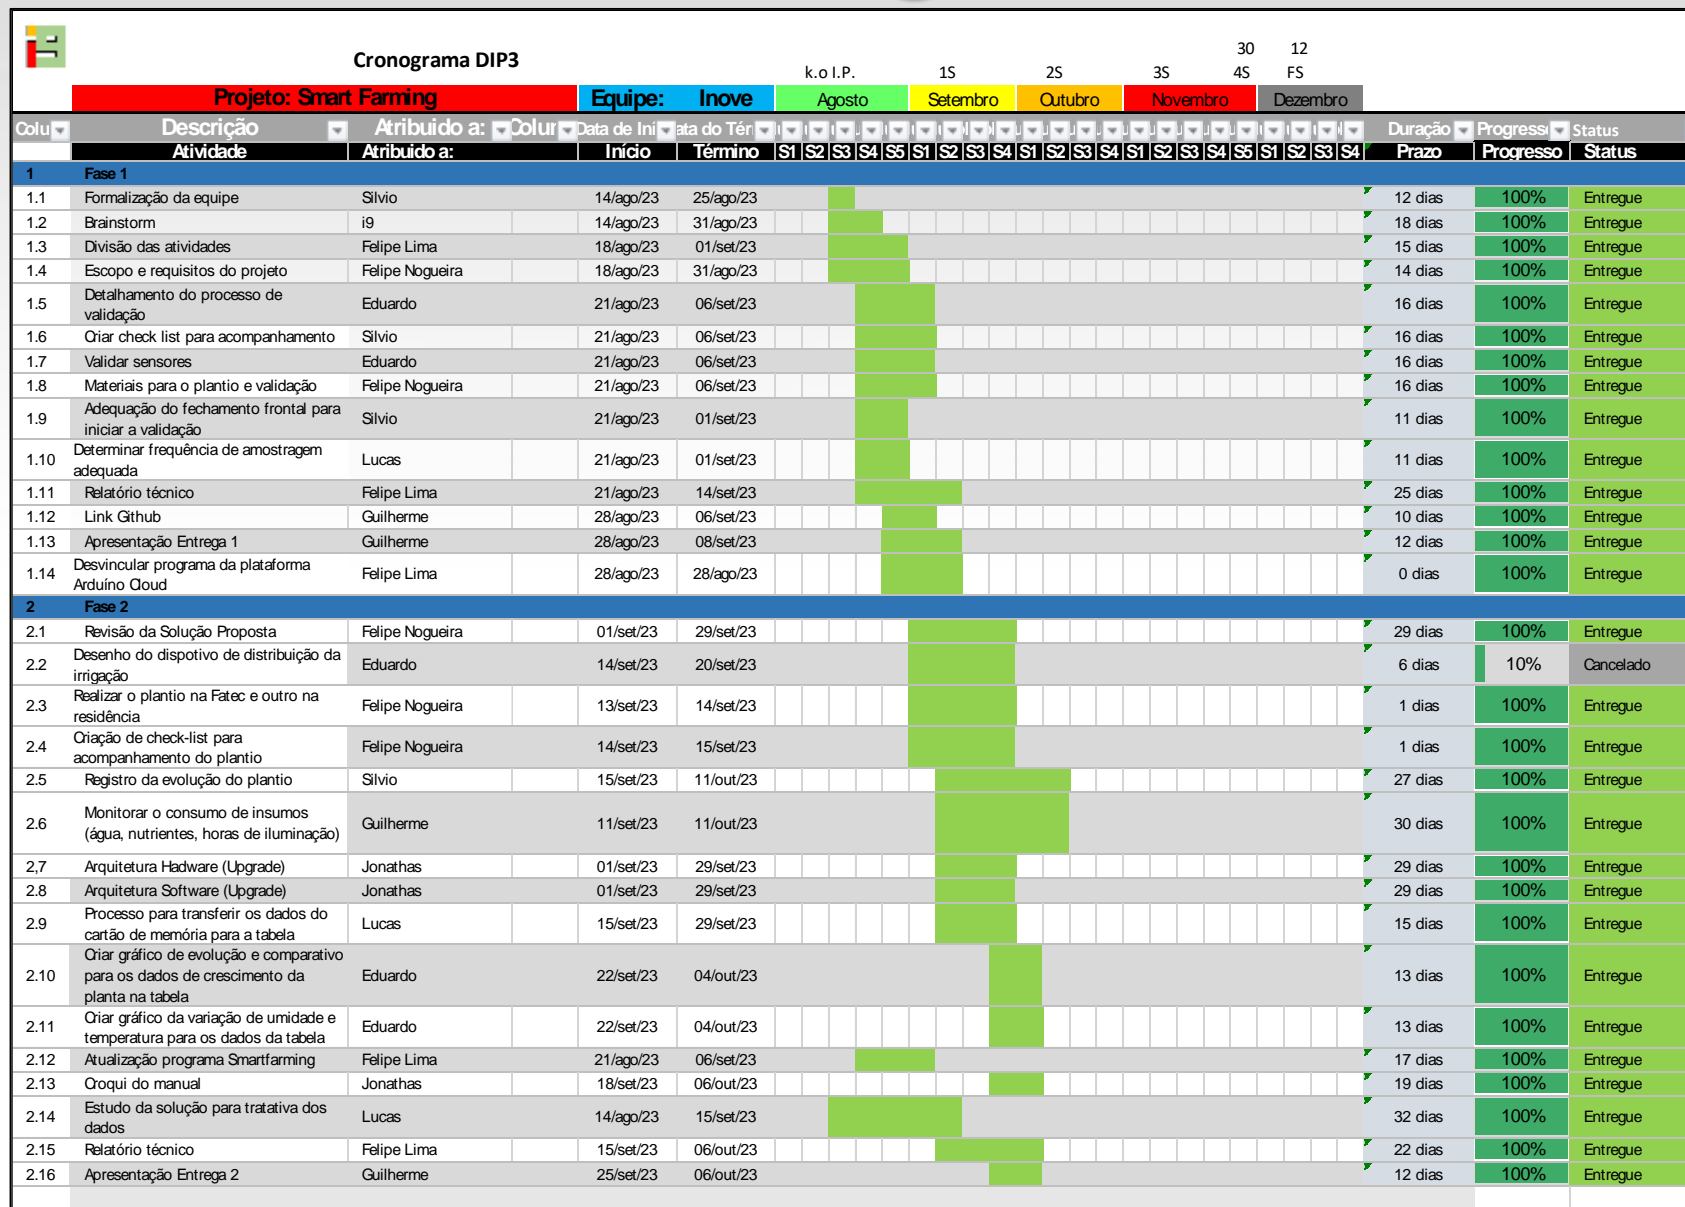 30 12
Cronograma DIP3
k.o I.P. 1S 2S 3S 4S FS
Projeto: Smart Farming Equipe: Inove Agosto Setembro Outubro Novembro Dezembro
Colu Descrição Atribuido a: Colur Data de Iní ata do Térı Duração Progress Status
Atividade Atribuido a: Início Término S1 S2 S3 S4 S5 S1 S2 S3 S4 S1 S2 S3 S4 S1 S2 S3 S4 S5 S1 S2 S3 S4 Prazo Progresso Status
1 Fase 1
1.1 Formalização da equipe Silvio 14/ago/23 25/ago/23 12 dias 100% Entregue
1.2 Brainstorm i9 14/ago/23 31/ago/23 18 dias 100% Entregue
1.3 Divisão das atividades Felipe Lima 18/ago/23 01/set/23 15 dias 100% Entregue
1.4 Escopo e requisitos do projeto Felipe Nogueira 18/ago/23 31/ago/23 14 dias 100% Entregue
1.5 Detalhamento do processo de
validação Eduardo 21/ago/23 06/set/23 16 dias 100% Entregue
1.6 Criar check list para acompanhamento Silvio 21/ago/23 06/set/23 16 dias 100% Entregue
1.7 Validar sensores Eduardo 21/ago/23 06/set/23 16 dias 100% Entregue
1.8 Materiais para o plantio e validação Felipe Nogueira 21/ago/23 06/set/23 16 dias 100% Entregue
1.9 Adequação do fechamento frontal para
iniciar a validação Silvio 21/ago/23 01/set/23 11 dias 100% Entregue
1.10 Determinar frequência de amostragem
adequada Lucas 21/ago/23 01/set/23 11 dias 100% Entregue
1.11 Relatório técnico Felipe Lima 21/ago/23 14/set/23 25 dias 100% Entregue
1.12 Link Github Guilherme 28/ago/23 06/set/23 10 dias 100% Entregue
1.13 Apresentação Entrega 1 Guilherme 28/ago/23 08/set/23 12 dias 100% Entregue
1.14 Desvincular programa da plataforma
Arduíno Cloud Felipe Lima 28/ago/23 28/ago/23 0 dias 100% Entregue
2 Fase 2
2.1 Revisão da Solução Proposta Felipe Nogueira 01/set/23 29/set/23 29 dias 100% Entregue
2.2 Desenho do dispotivo de distribuição da
irrigação Eduardo 14/set/23 20/set/23 6 dias 10% Cancelado
2.3 Realizar o plantio na Fatec e outro na
residência Felipe Nogueira 13/set/23 14/set/23 1 dias 100% Entregue
2.4 Criação de check-list para
acompanhamento do plantio Felipe Nogueira 14/set/23 15/set/23 1 dias 100% Entregue
2.5 Registro da evolução do plantio Silvio 15/set/23 11/out/23 27 dias 100% Entregue
2.6 Monitorar o consumo de insumos
(água, nutrientes, horas de iluminação) Guilherme 11/set/23 11/out/23 30 dias 100% Entregue
2,7 Arquitetura Hadware (Upgrade) Jonathas 01/set/23 29/set/23 29 dias 100% Entregue
2.8 Arquitetura Software (Upgrade) Jonathas 01/set/23 29/set/23 29 dias 100% Entregue
2.9 Processo para transferir os dados do
cartão de memória para a tabela Lucas 15/set/23 29/set/23 15 dias 100% Entregue
2.10 Criar gráfico de evolução e comparativo
para os dados de crescimento da
planta na tabela Eduardo 22/set/23 04/out/23 13 dias 100% Entregue
2.11 Criar gráfico da variação de umidade e
temperatura para os dados da tabela Eduardo 22/set/23 04/out/23 13 dias 100% Entregue
2.12 Atualização programa Smartfarming Felipe Lima 21/ago/23 06/set/23 17 dias 100% Entregue
2.13 Croqui do manual Jonathas 18/set/23 06/out/23 19 dias 100% Entregue
2.14 Estudo da solução para tratativa dos
dados Lucas 14/ago/23 15/set/23 32 dias 100% Entregue
2.15 Relatório técnico Felipe Lima 15/set/23 06/out/23 22 dias 100% Entregue
2.16 Apresentação Entrega 2 Guilherme 25/set/23 06/out/23 12 dias 100% Entregue